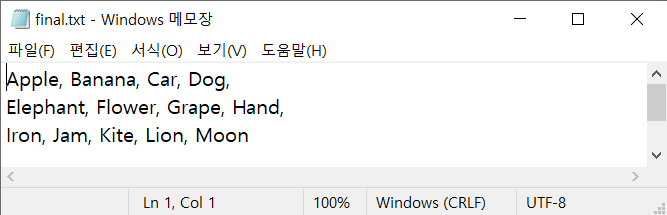 final.txt - Windows 메모장
파일(F) 편집(E) 서식(O) 보기(V) 도움말(H)
Apple, Banana, Car, Dog,
Elephant, Flower, Grape, Hand,
Iron, Jam, Kite, Lion, Moon
Ln 1, Col 1 100% Windows (CRLF) UTF-8